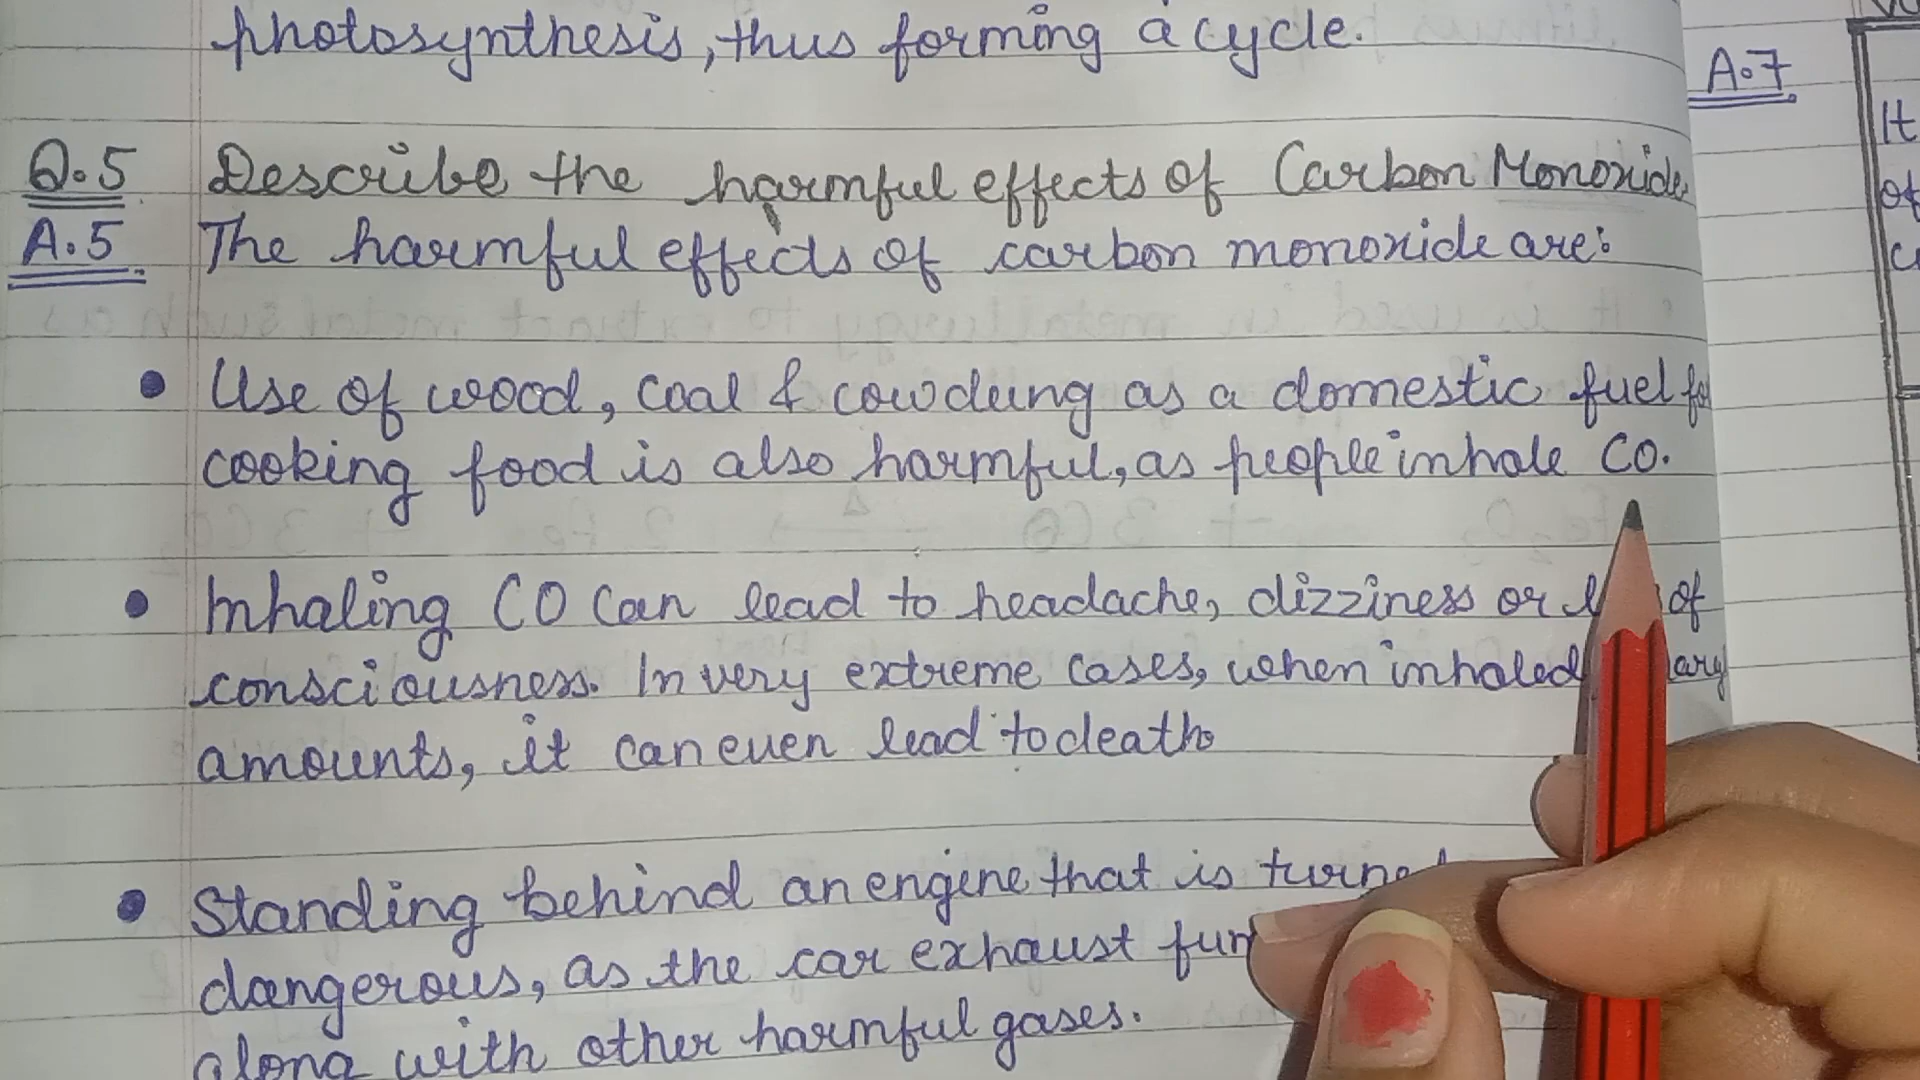 photosynthesis, thus forming a cycle.
Q.5 Describe the harmful effects of Carbon Monoxide
A.5 The harmful effects of carbon monoxide are:
• Use of wood, coal & cowdung as a domestic fuel for
cooking food is also harmful, as people inhale CO.
• Inhaling CO can lead to headache, dizziness or of
consciousness. In very extreme cases, when inhaled
amounts, it can even lead to death
• Standing behind an engine that is
dangerous, as the car exhaust
along with other harmful gases.
A.7
It
of